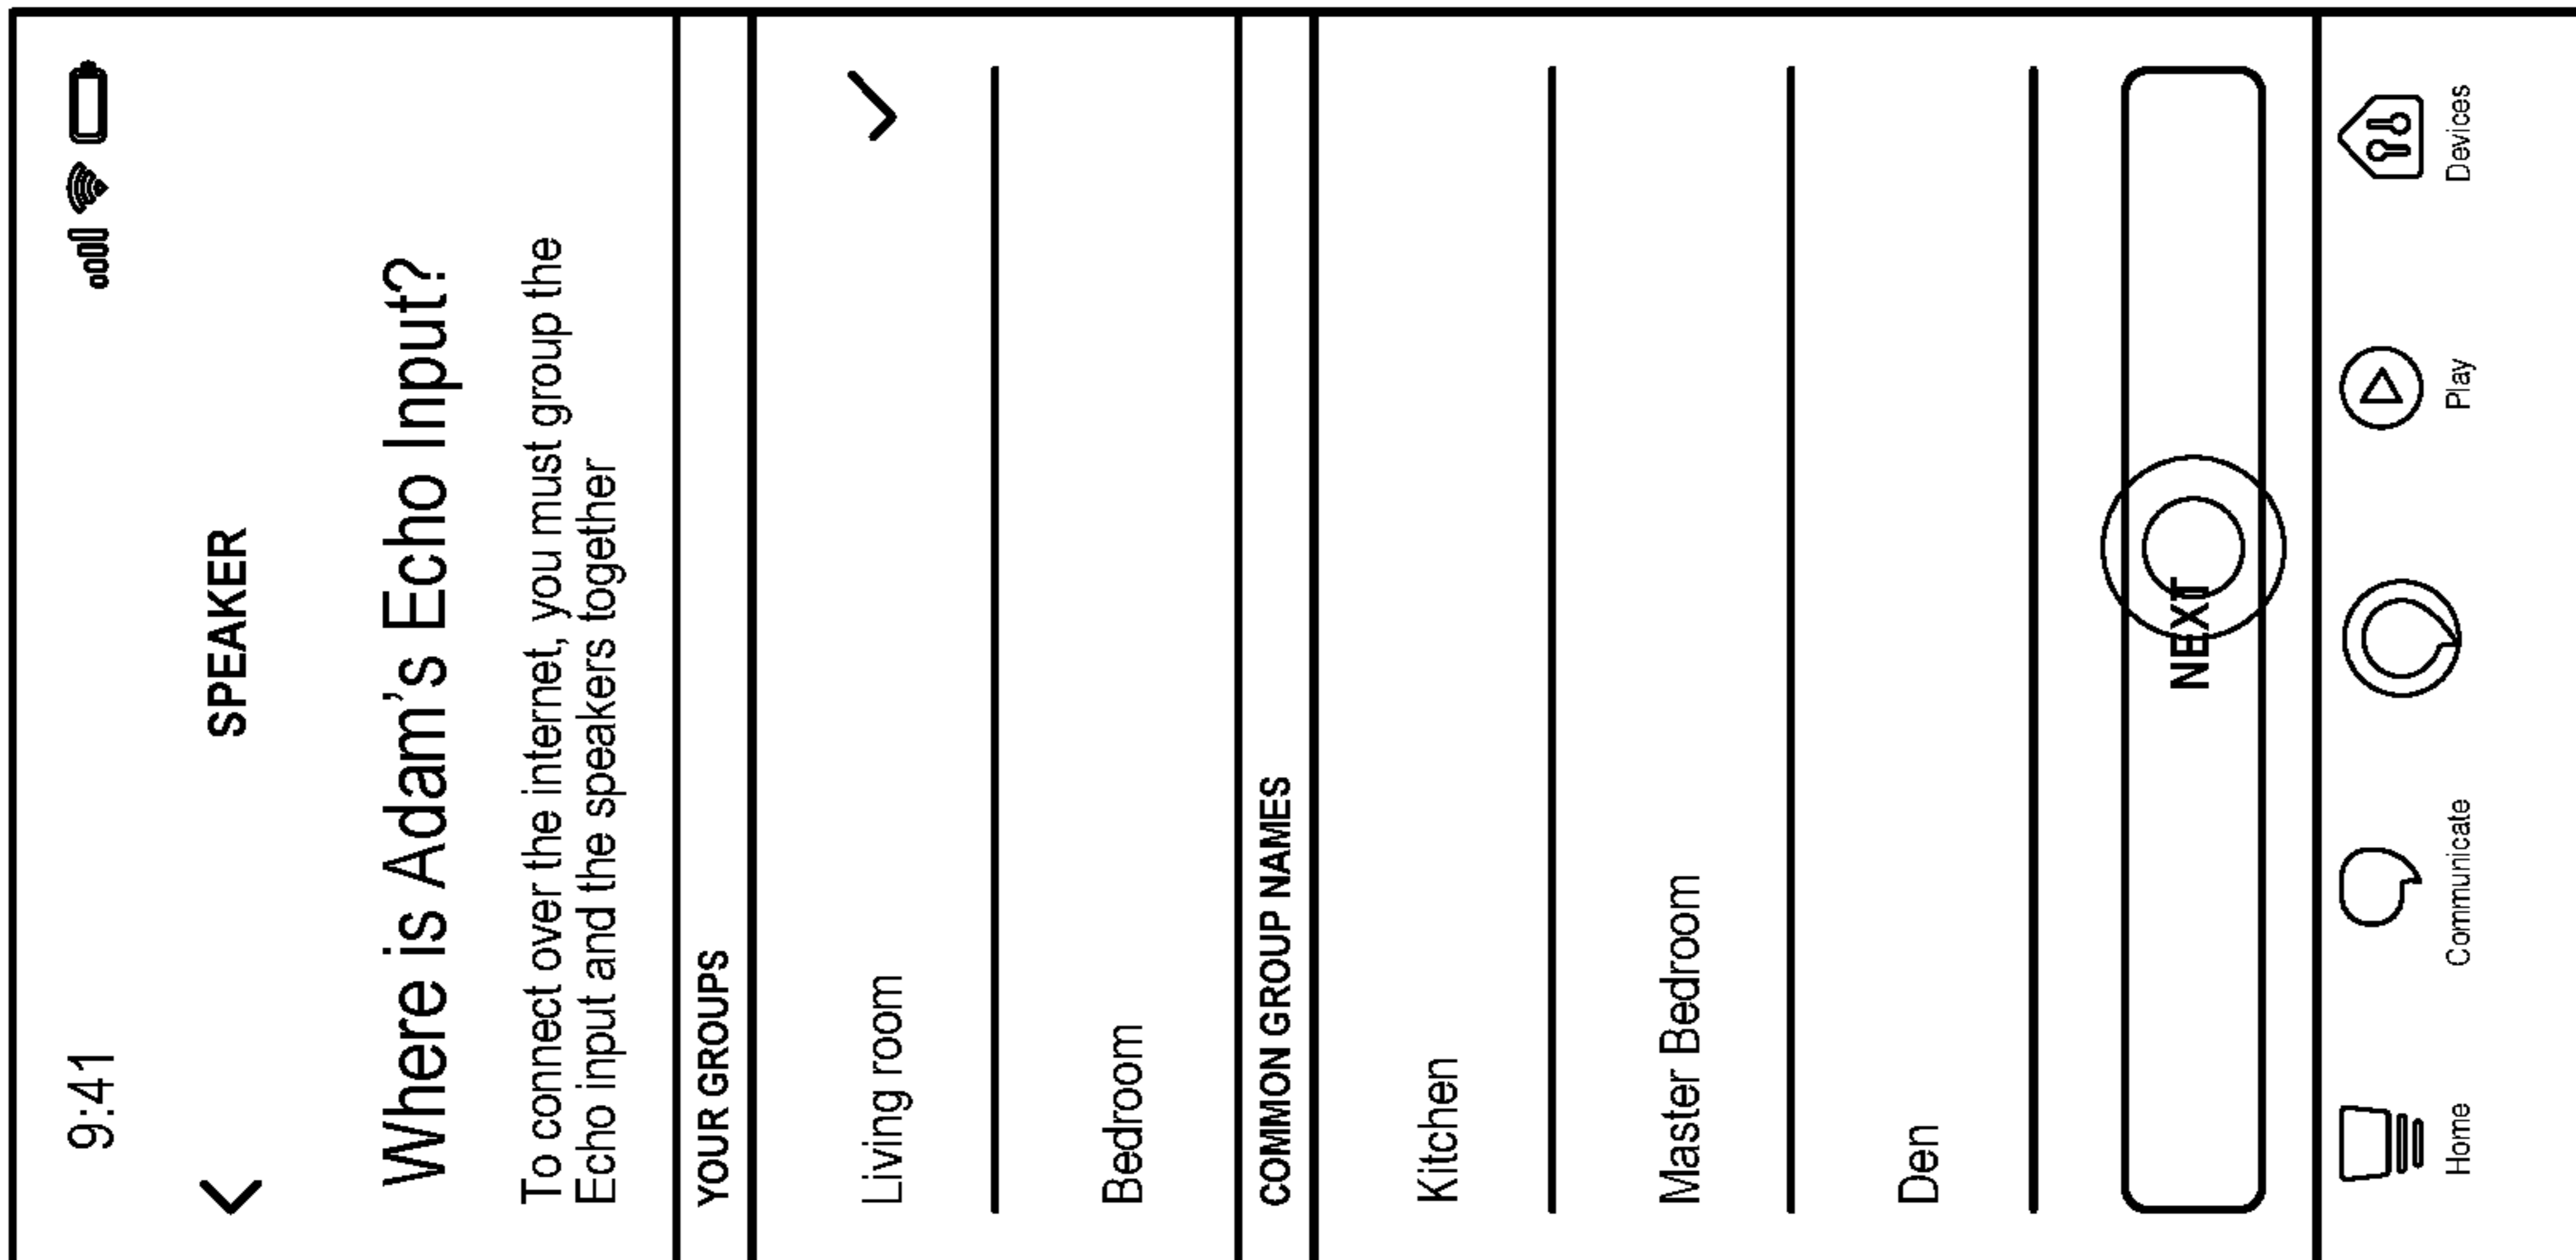 9:41
SPEAKER
Where is Adam's Echo Input?
To connect over the internet, you must group the
Echo input and the speakers together
YOUR GROUPS
Living room
Bedroom
COMMON GROUP NAMES
Kitchen
Master Bedroom
Den
NEXT
Home Communicate Play Devices